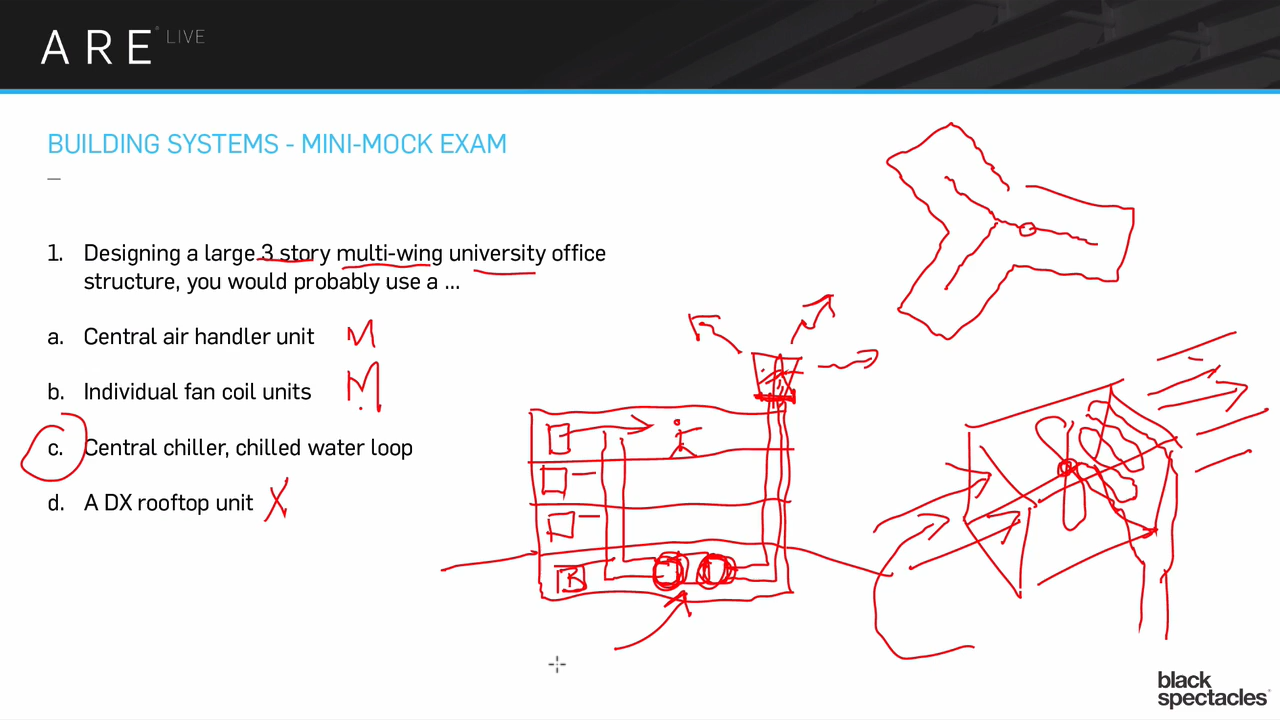 ARE® LIVE
BUILDING SYSTEMS - MINI-MOCK EXAM
1. Designing a large 3 story multi-wing university office
structure, you would probably use a ...
a. Central air handler unit M
b. Individual fan coil units M
c. Central chiller, chilled water loop
d. A DX rooftop unit X
B
black
spectacles